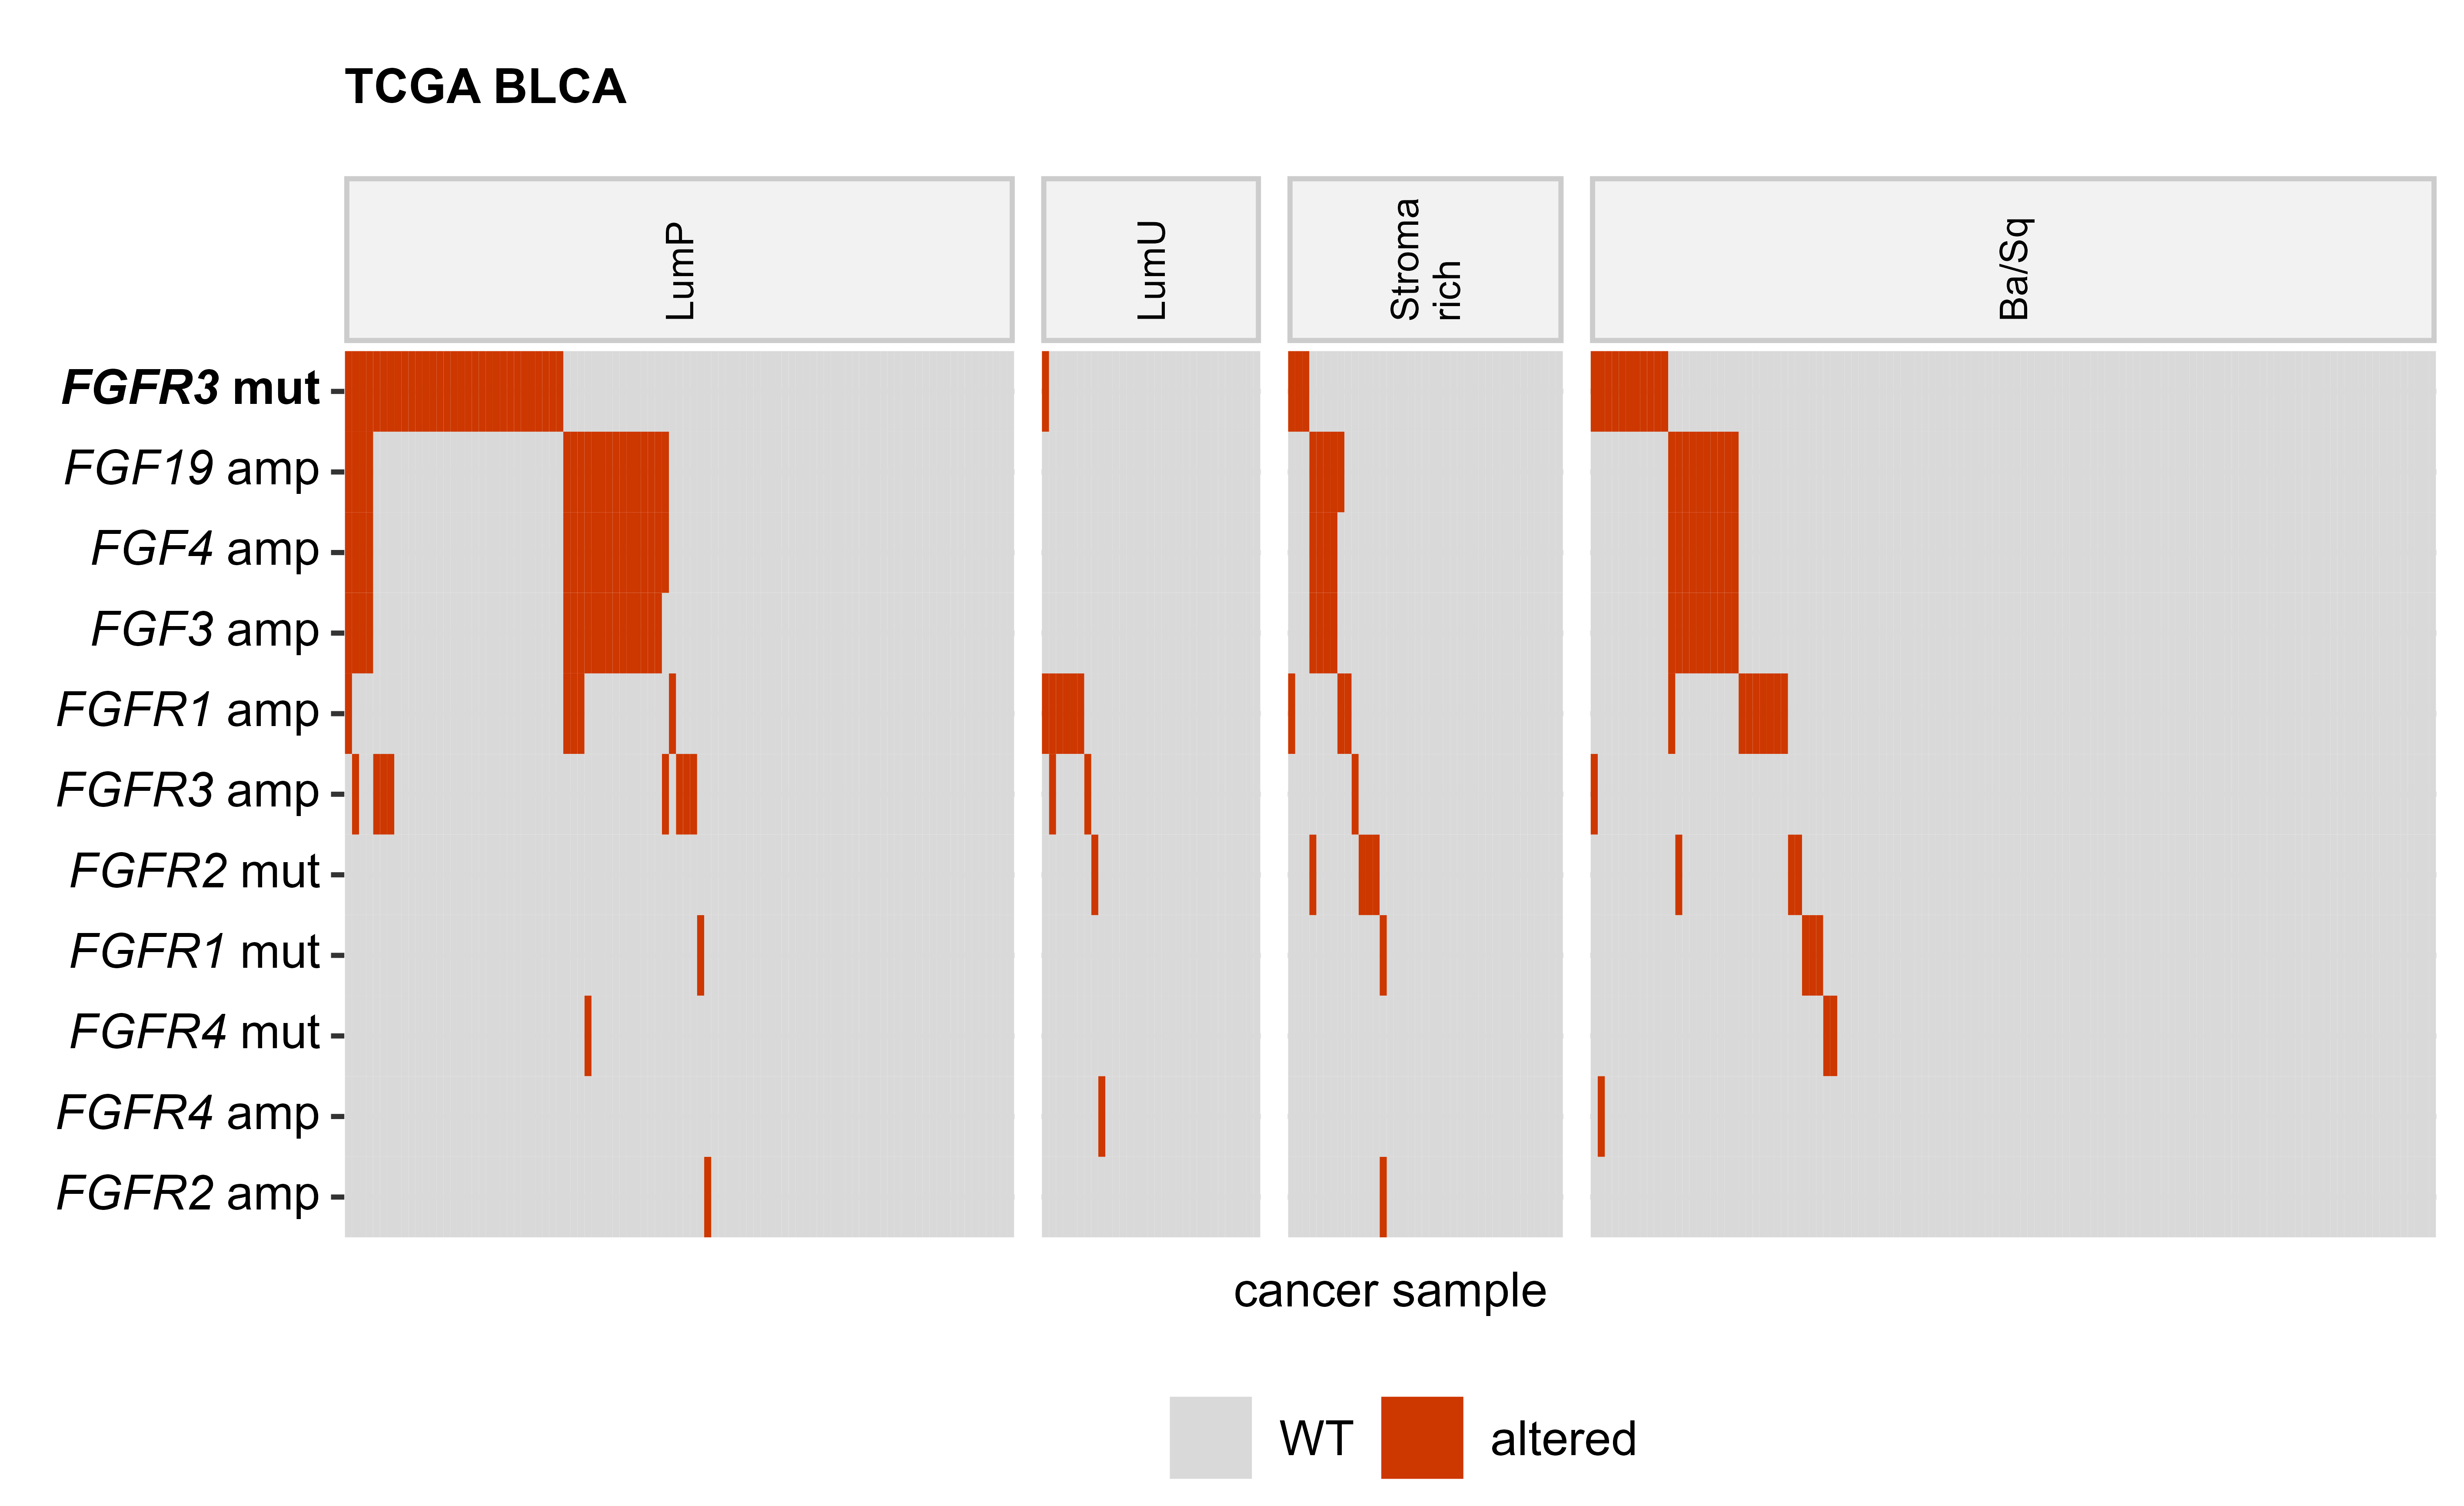 TCGA BLCA
LumP
LumU
Stroma
rich
Ba/Sq
FGFR3 mut
FGF19 amp
FGF4 amp
FGF3 amp
FGFR1 amp
FGFR3 amp
FGFR2 mut
FGFR1 mut
FGFR4 mut
FGFR4 amp
FGFR2 amp
cancer sample
WT altered